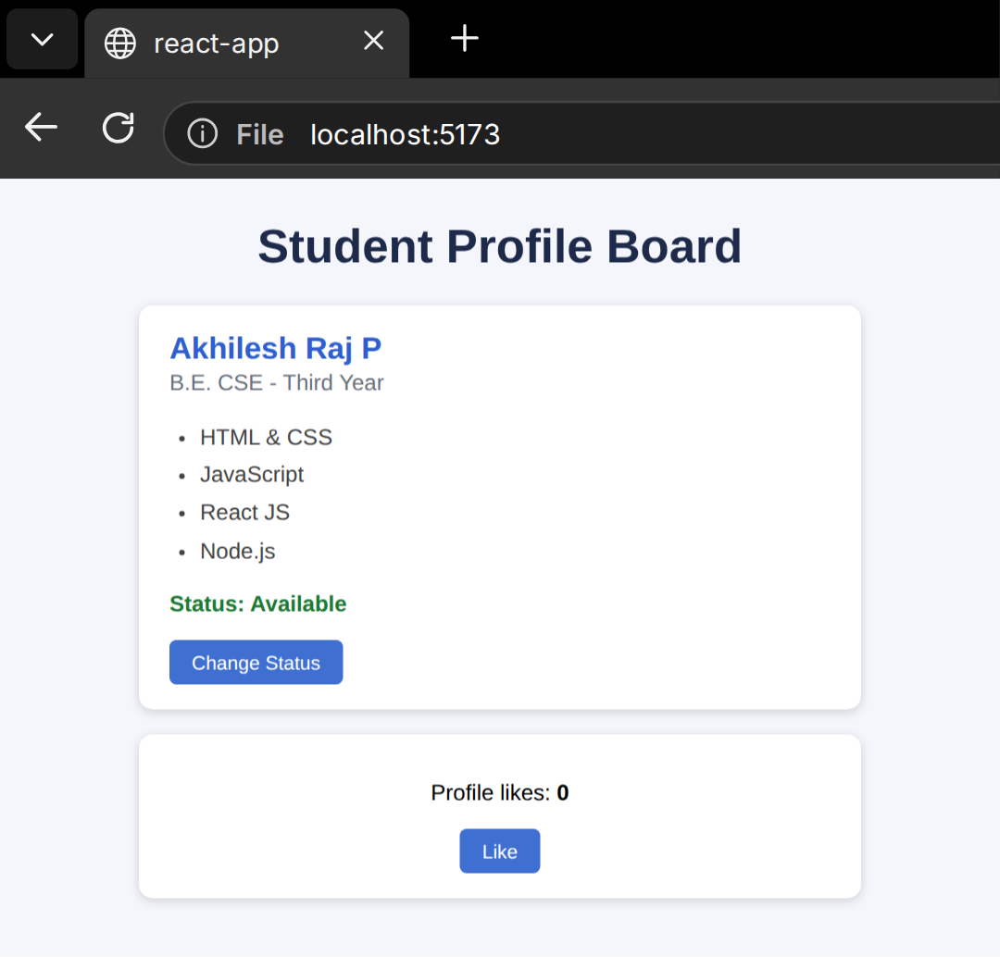 react-app
File localhost:5173
Student Profile Board
Akhilesh Raj P
B.E. CSE - Third Year
• HTML & CSS
• JavaScript
• React JS
• Node.js
Status: Available
Change Status
Profile likes: 0
Like